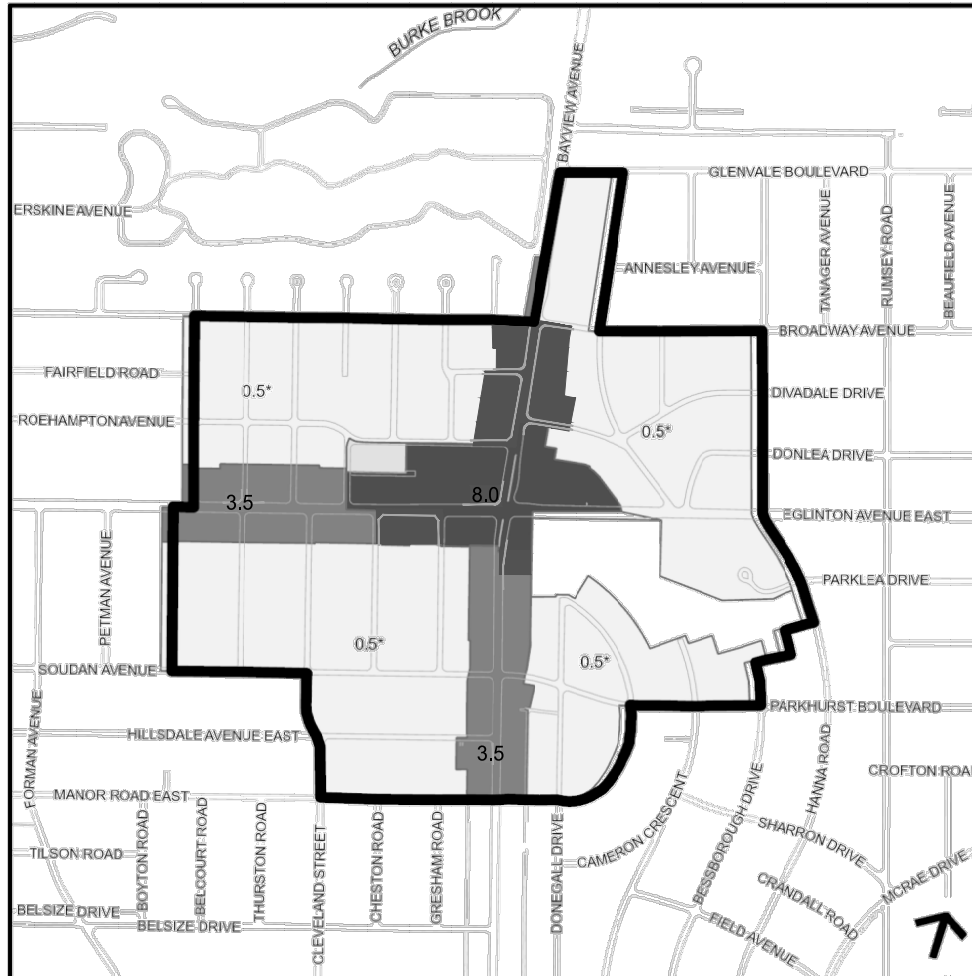 BURKE BROOK
BAYVIEW AVENUE
GLENVALE BOULEVARD
ERSKINE AVENUE
TANAGER AVENUE
RUMSEY ROAD
BEAUFIELD AVENUE
ANNESLEY AVENUE
BROADWAY AVENUE
FAIRFIELD ROAD
0.5*
DIVADALE DRIVE
ROEHAMPTON AVENUE
0.5*
DONLEA DRIVE
3.5
8.0
EGLINTON AVENUE EAST
PETMAN AVENUE
PARKLEA DRIVE
0.5*
0.5*
SOUDAN AVENUE
PARKHURST BOULEVARD
FORMAN AVENUE
HILLSDALE AVENUE EAST
3.5
HANNA ROAD
CROFTON ROAD
MANOR ROAD EAST
BOYTON ROAD
BELCOURT ROAD
THURSTON ROAD
CLEVELAND STREET
CHESTON ROAD
GRESHAM ROAD
DONEGALL DRIVE
CAMERON CRESCENT
BESSBOROUGH DRIVE
SHARRON DRIVE
TILSON ROAD
CRANDALL ROAD
MCRAE DRIVE
BELSIZE DRIVE
BELSIZE DRIVE
FIELD AVENUE